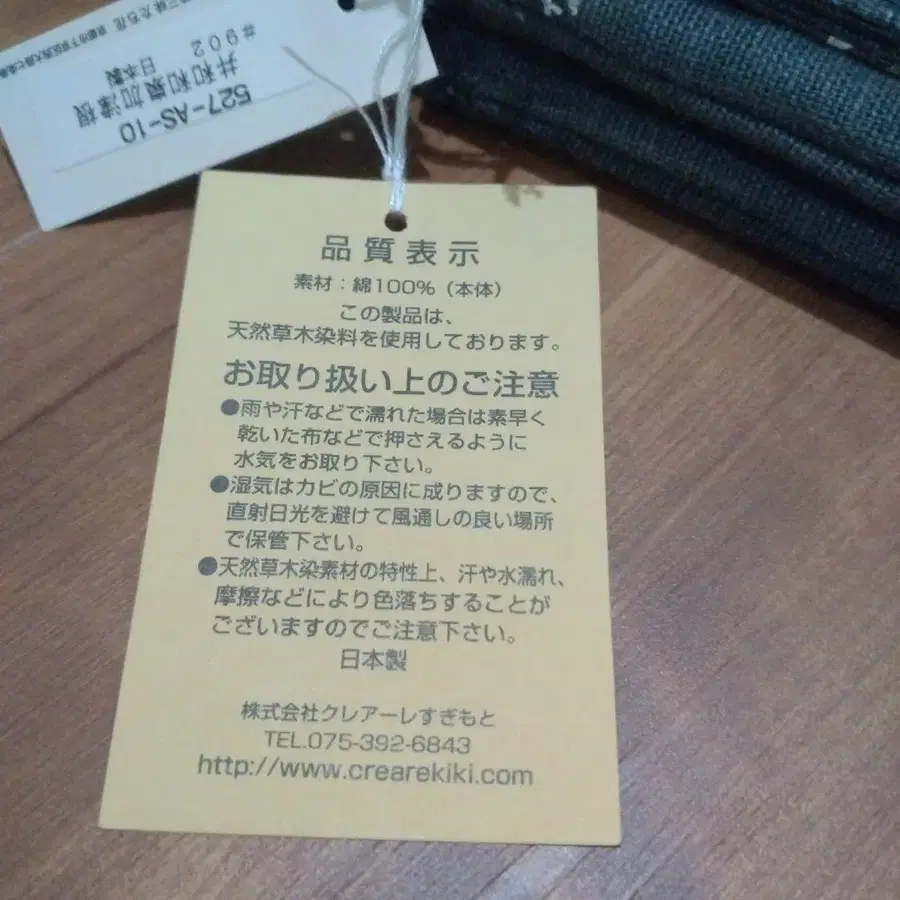 527-AS-10
#902
日本製
品質表示
素材：綿100%（本体）
この製品は、
天然草木染料を使用しております。
お取り扱い上のご注意
●雨や汗などで濡れた場合は素早く
乾いた布などで押さえるように
水気をお取り下さい。
●湿気はカビの原因に成りますので、
直射日光を避けて風通しの良い場所
で保管下さい。
●天然草木染素材の特性上、汗や水濡れ、
摩擦などにより色落ちすることが
ございますのでご注意下さい。
日本製
株式会社クレアーレすぎもと
TEL.075-392-6843
http://www.crearekiki.com